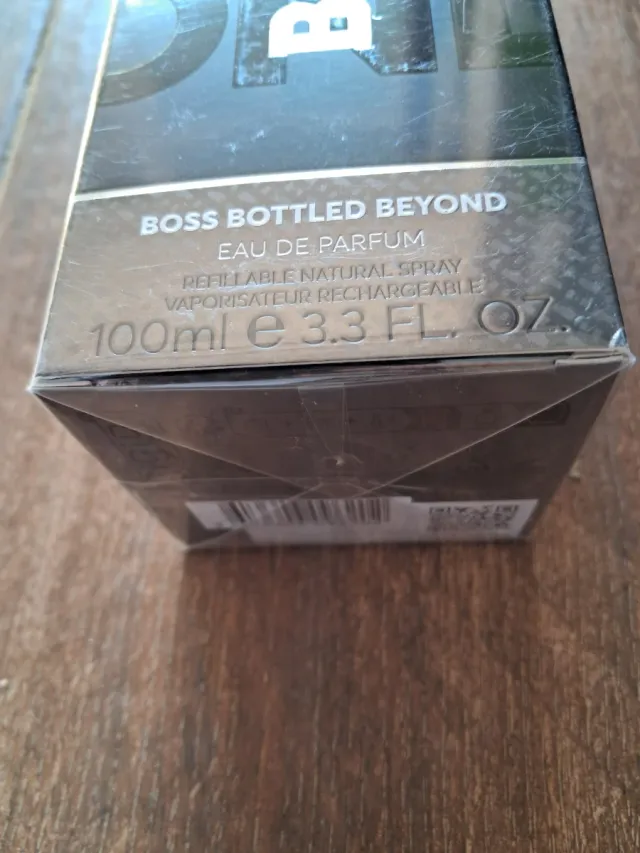 B
BOSS BOTTLED BEYOND
EAU DE PARFUM
REFILLABLE NATURAL SPRAY
VAPORISATEUR RECHARGEABLE
100ml e 3.3 FL. OZ.